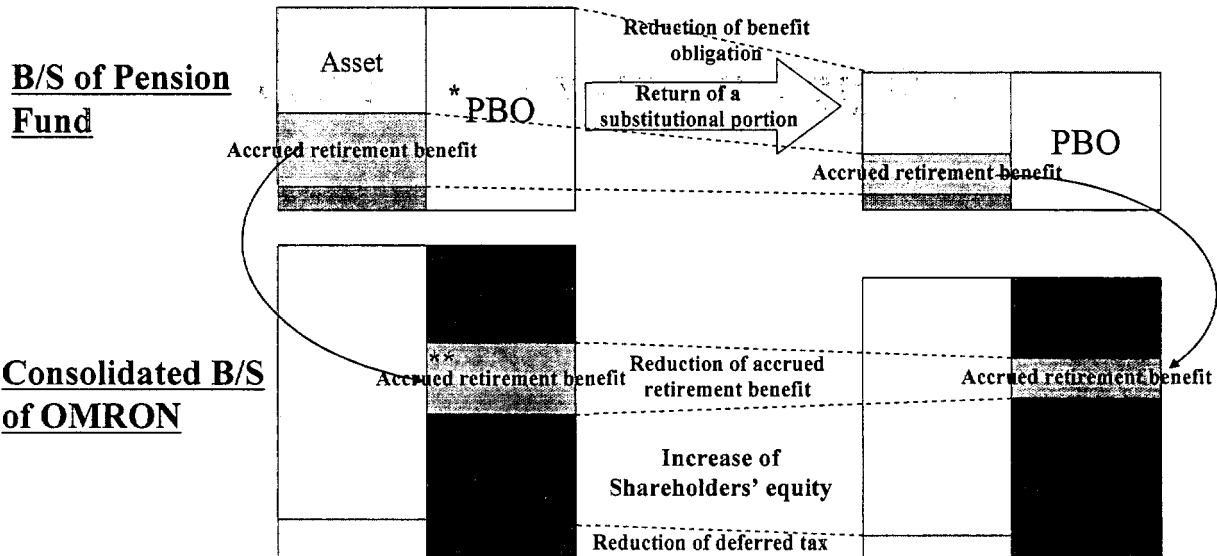 Reduction of benefit
obligation
B/S of Pension
Fund
Asset
*PBO
Return of a
substitutional portion
PBO
Accrued retirement benefit
Accrued retirement benefit
Consolidated B/S
of OMRON
**
Accrued retirement benefit
Reduction of accrued
retirement benefit
Accrued retirement benefit
Increase of
Shareholders' equity
Reduction of deferred tax